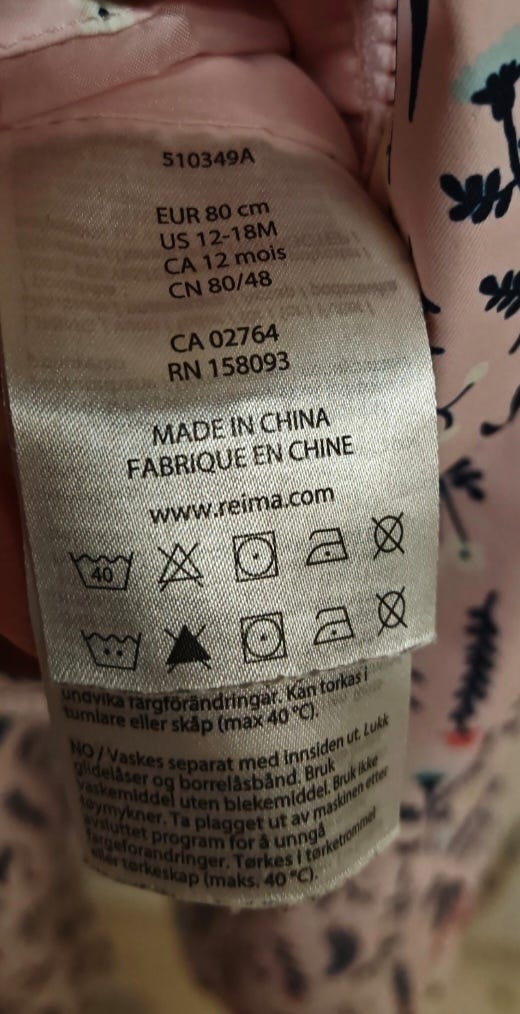 510349A
EUR 80 cm
US 12-18M
CA 12 mois
CN 80/48
CA 02764
RN 158093
MADE IN CHINA
FABRIQUE EN CHINE
www.reima.com
40
undvika färgförändringar. Kan torkas i
tumlare eller skåp (max 40 °C).
NO / Vaskes separat med innsiden ut. Lukk
glidelåser og borrelåsbånd. Bruk
vaskemiddel uten blekemiddel. Bruk ikke
tøymykner. Ta plagget ut av maskinen etter
avsluttet program for å unngå
fargeforandringer. Tørkes i tørketrommel
eller tørkeskap (maks. 40 °C).